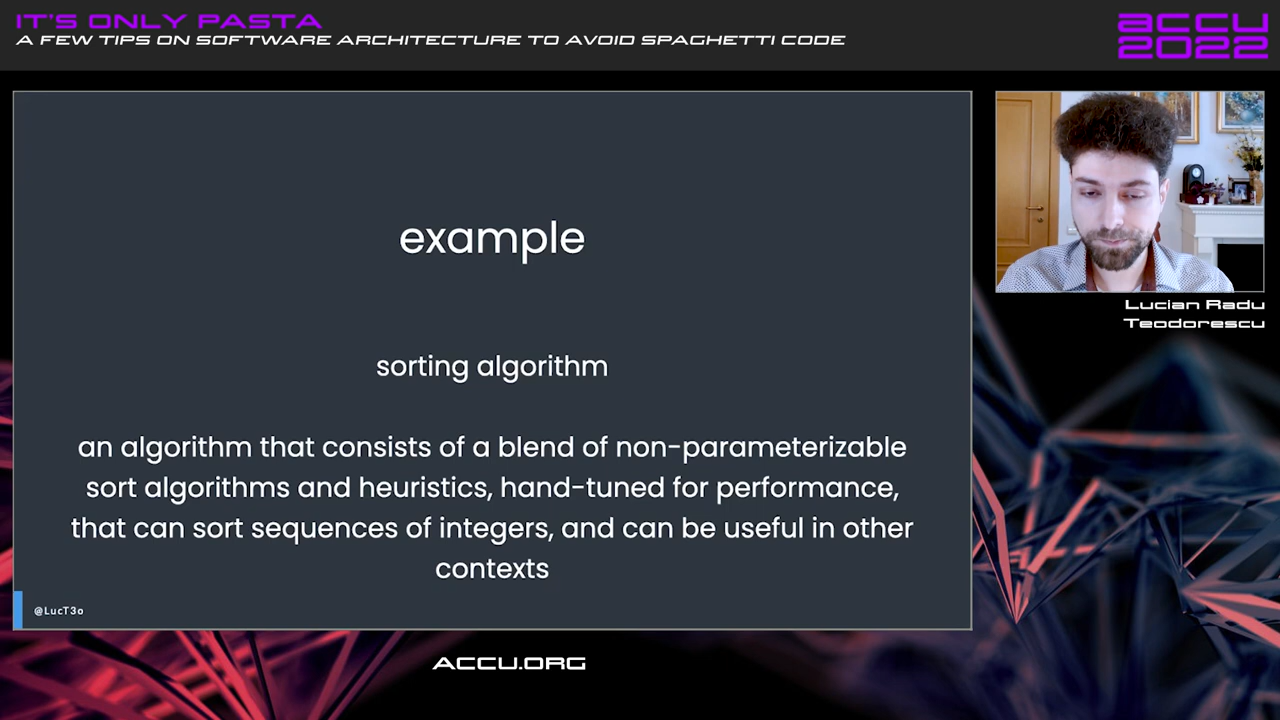 IT'S ONLY PASTA
A FEW TIPS ON SOFTWARE ARCHITECTURE TO AVOID SPAGHETTI CODE
ACCU
2022
example
sorting algorithm
an algorithm that consists of a blend of non-parameterizable
sort algorithms and heuristics, hand-tuned for performance,
that can sort sequences of integers, and can be useful in other
contexts
@LucT3o
Lucian Radu
Teodorescu
ACCU.ORG